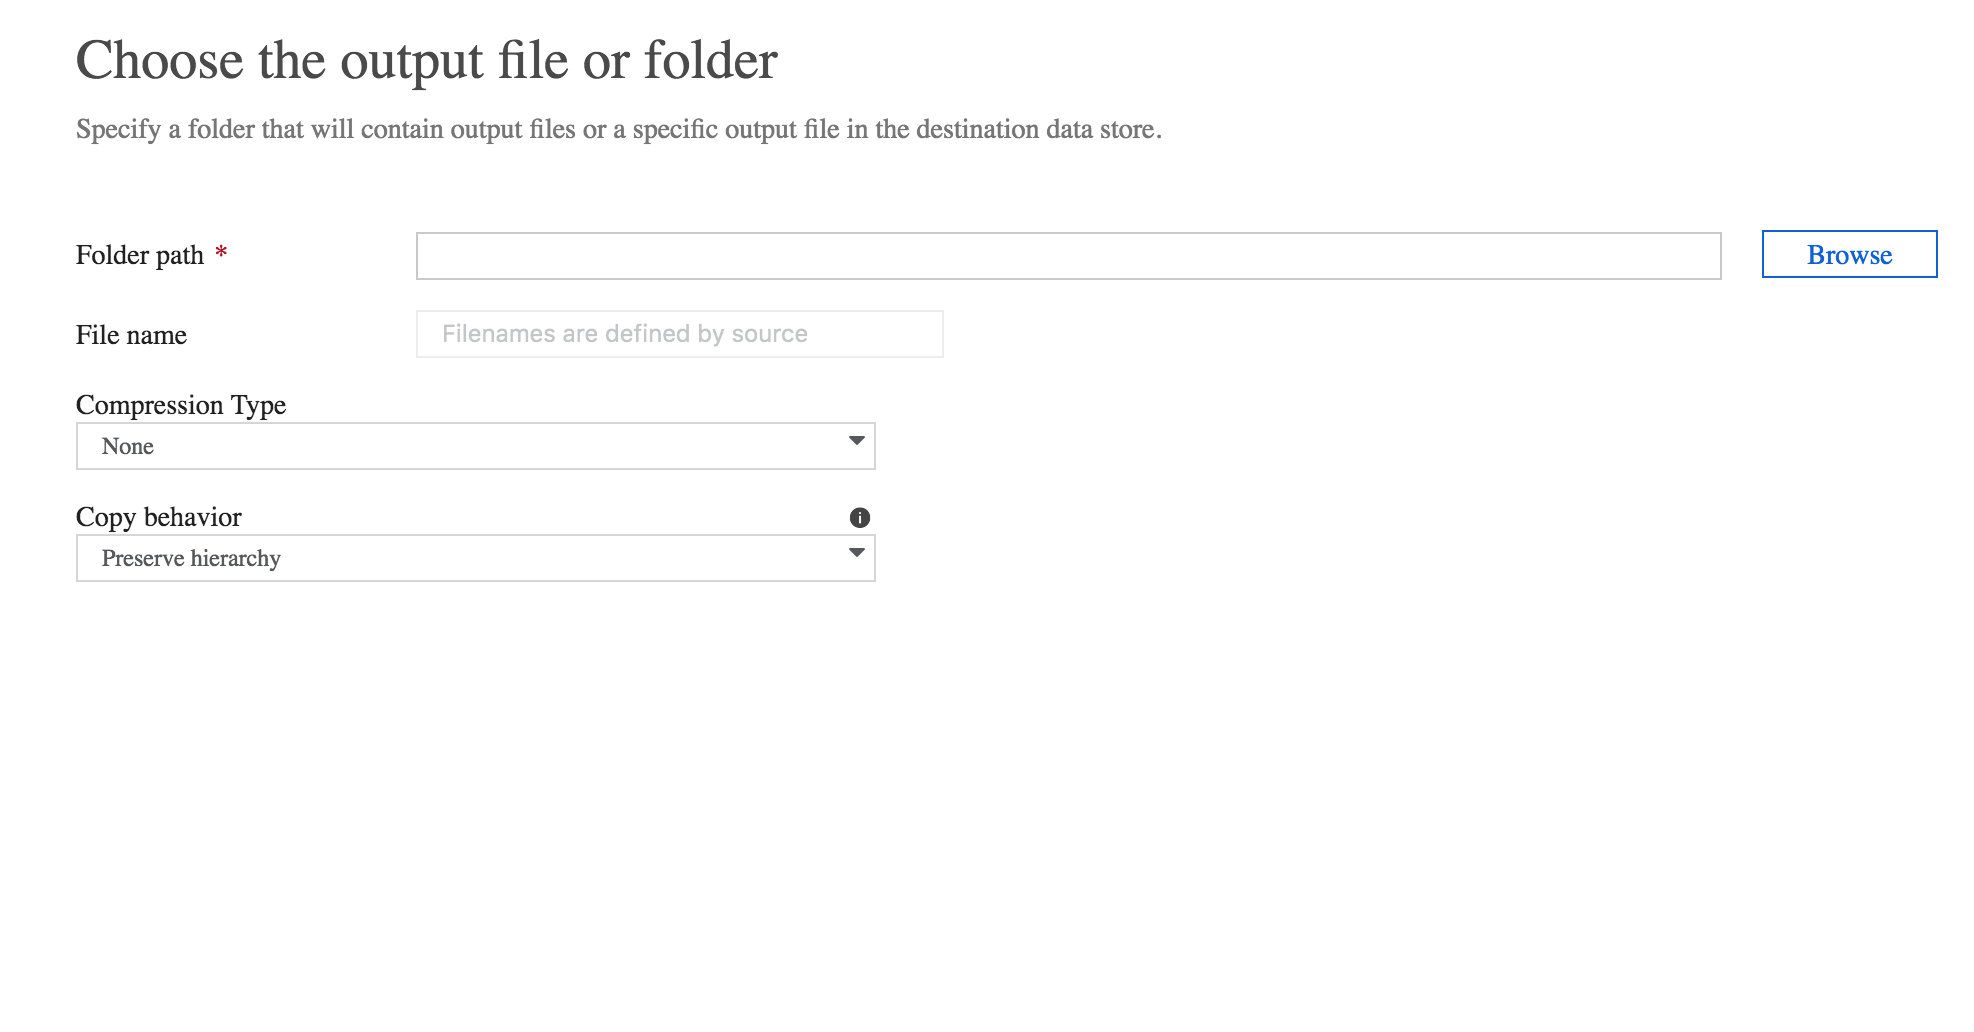 Choose the output file or folder
Specify a folder that will contain output files or a specific output file in the destination data store.
Folder path *
Browse
File name
Filenames are defined by source
Compression Type
None
Copy behavior
Preserve hierarchy